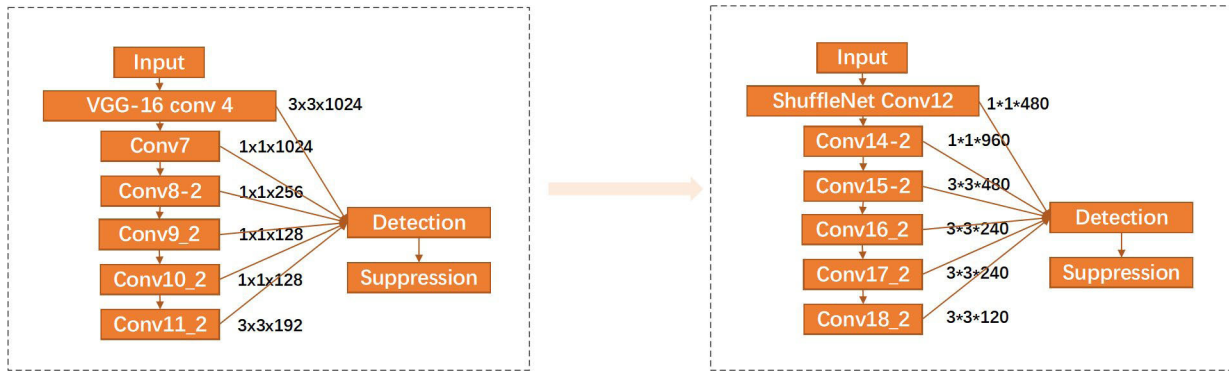 Input
VGG-16 conv 4
3x3x1024
Conv7
1x1x1024
Conv8-2
1x1x256
Conv9_2
1x1x128
Conv10_2
1x1x128
Conv11_2
3x3x192
Detection
Suppression
Input
ShuffleNet Conv12
1*1*480
Conv14-2
1*1*960
Conv15-2
3*3*480
Conv16_2
3*3*240
Conv17_2
3*3*240
Conv18_2
3*3*120
Detection
Suppression